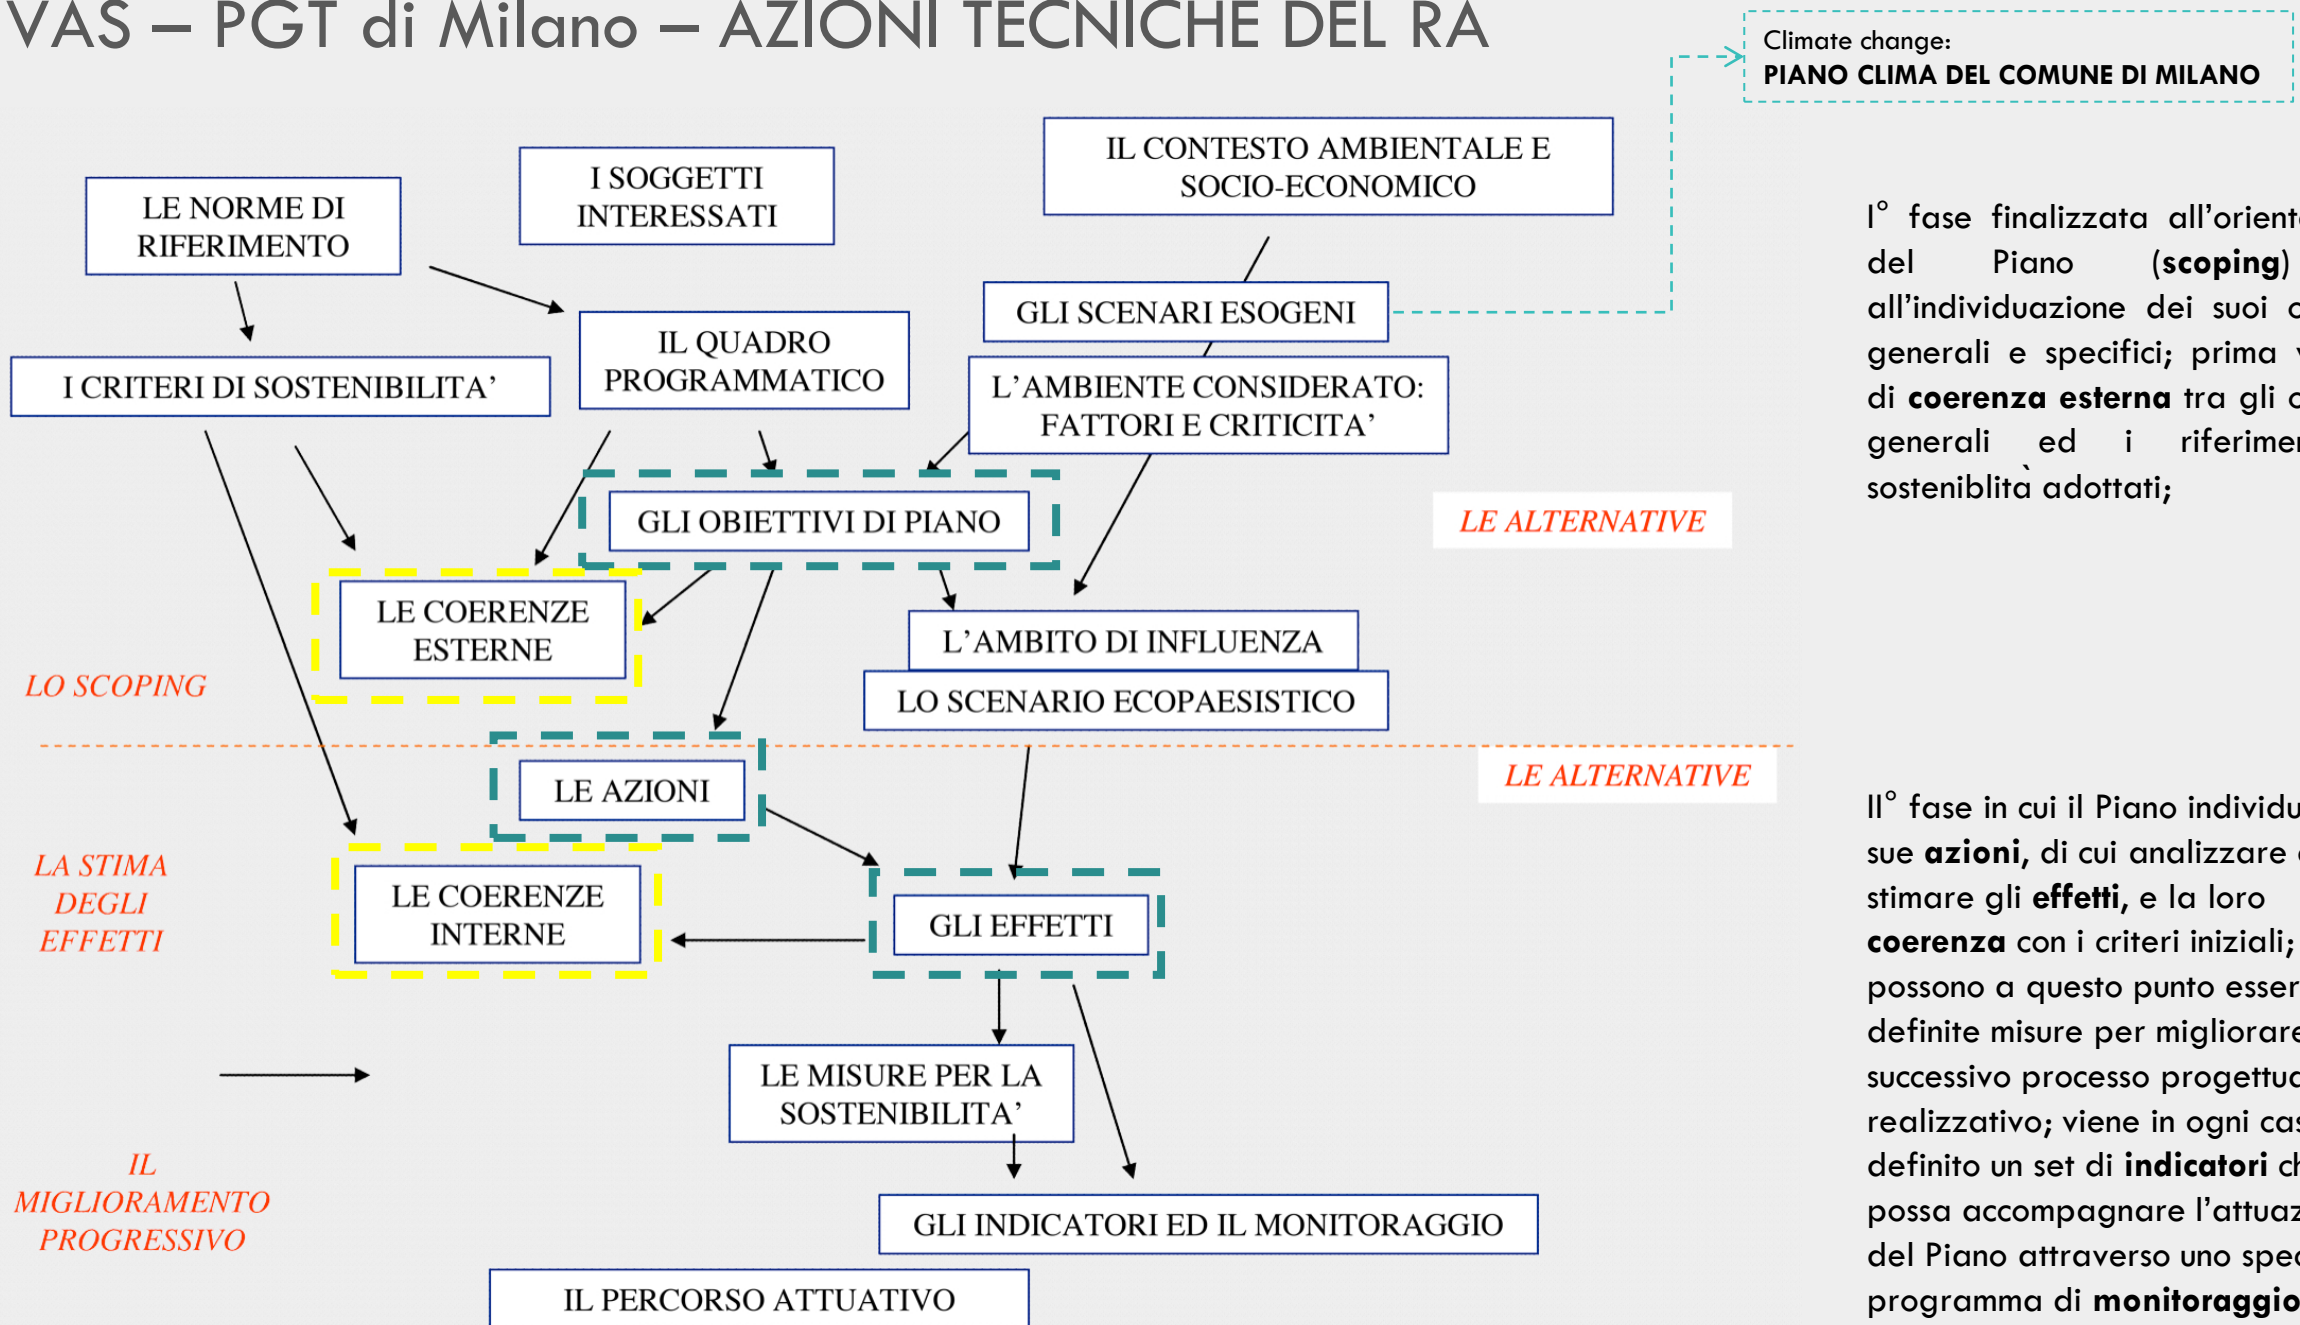 VAS – PGT di Milano – AZIONI TECNICHE DEL RA
Climate change:
PIANO CLIMA DEL COMUNE DI MILANO
IL CONTESTO AMBIENTALE E
SOCIO-ECONOMICO
I SOGGETTI
INTERESSATI
LE NORME DI
RIFERIMENTO
GLI SCENARI ESOGENI
IL QUADRO
PROGRAMMATICO
I CRITERI DI SOSTENIBILITA’
L’AMBIENTE CONSIDERATO:
FATTORI E CRITICITA’
GLI OBIETTIVI DI PIANO
LE ALTERNATIVE
LE COERENZE
ESTERNE
L’AMBITO DI INFLUENZA
LO SCOPING
LO SCENARIO ECOPAESISTICO
LE AZIONI
LE ALTERNATIVE
LA STIMA
DEGLI
EFFETTI
LE COERENZE
INTERNE
GLI EFFETTI
LE MISURE PER LA
SOSTENIBILITA’
IL
MIGLIORAMENTO
PROGRESSIVO
GLI INDICATORI ED IL MONITORAGGIO
IL PERCORSO ATTUATIVO
I° fase finalizzata all’orient
del Piano (scoping)
all’individuazione dei suoi
generali e specifici; prima
di coerenza esterna tra gli
generali ed i riferime
sosteniblità adottati;
II° fase in cui il Piano individu
sue azioni, di cui analizzare
stimare gli effetti, e la loro
coerenza con i criteri iniziali;
possono a questo punto esser
definite misure per migliorare
successivo processo progettu
realizzativo; viene in ogni cas
definito un set di indicatori ch
possa accompagnare l’attuaz
del Piano attraverso uno spec
programma di monitoraggio